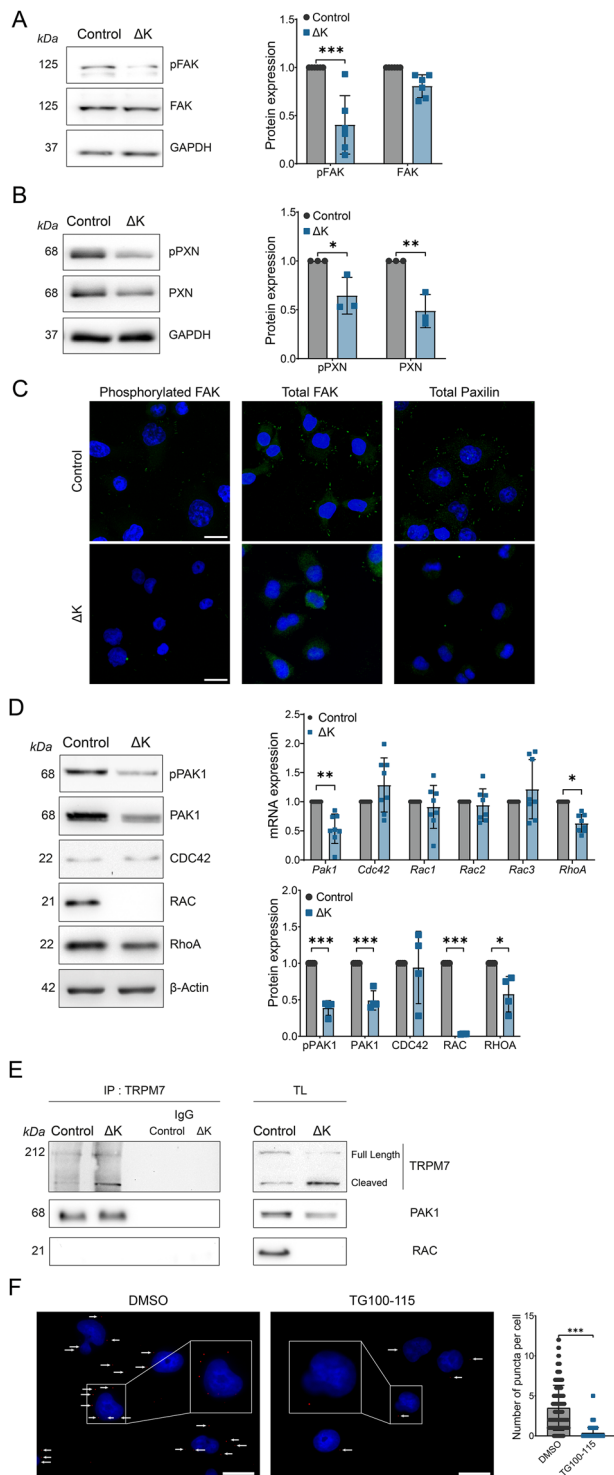 A
kDa Control ΔK
125 pFAK
125 FAK
37 GAPDH
Control
ΔK
Protein expression
1.5
1.0
0.5
0.0
***
pFAK FAK
B
kDa Control ΔK
68 pPXN
68 PXN
37 GAPDH
Control
ΔK
Protein expression
1.5
1.0
0.5
0.0
* **
pPXN PXN
C
Phosphorylated FAK Total FAK Total Paxilin
Control
ΔK
D
kDa Control ΔK
68 pPAK1
68 PAK1
22 CDC42
21 RAC
22 RhoA
42 β-Actin
Control
ΔK
mRNA expression
2.5
2.0
1.5
1.0
0.5
0.0
** *
Pak1 Cdc42 Rac1 Rac2 Rac3 RhoA
Control
ΔK
Protein expression
1.5
1.0
0.5
0.0
*** *** *** *
pPAK1 PAK1 CDC42 RAC RHOA
E
IP : TRPM7 TL
IgG
kDa Control ΔK Control ΔK Control ΔK
212 Full Length
TRPM7
Cleaved
68 PAK1
21 RAC
F
DMSO TG100-115
Number of puncta per cell
15
10
5
0
***
DMSO
TG100-115